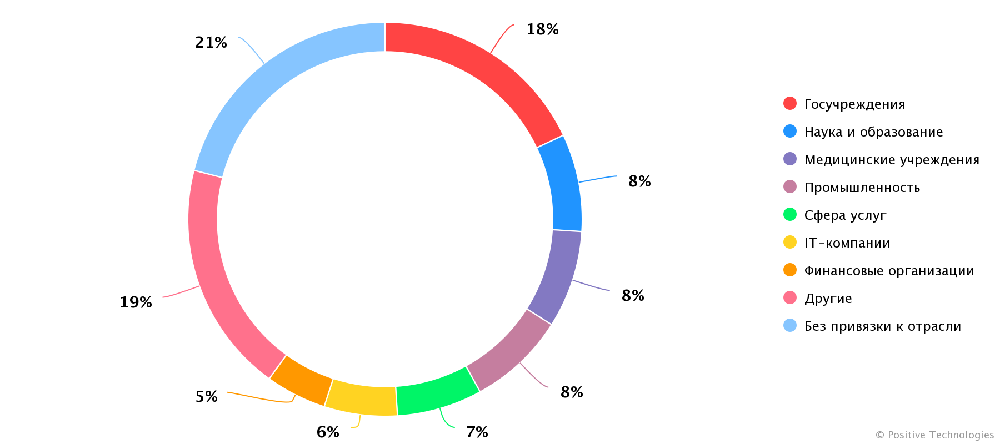 18%
21%
8%
8%
19%
8%
5%
6%
7%
Госучреждения
Наука и образование
Медицинские учреждения
Промышленность
Сфера услуг
IT-компании
Финансовые организации
Другие
Без привязки к отрасли
© Positive Technologies